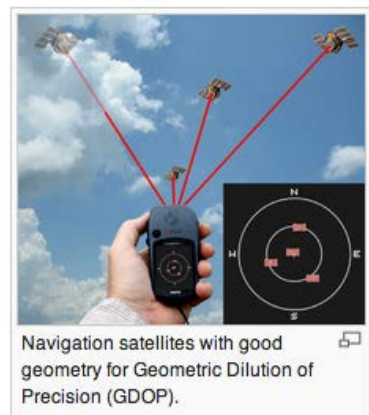 N
W
E
S
Navigation satellites with good
geometry for Geometric Dilution of
Precision (GDOP).